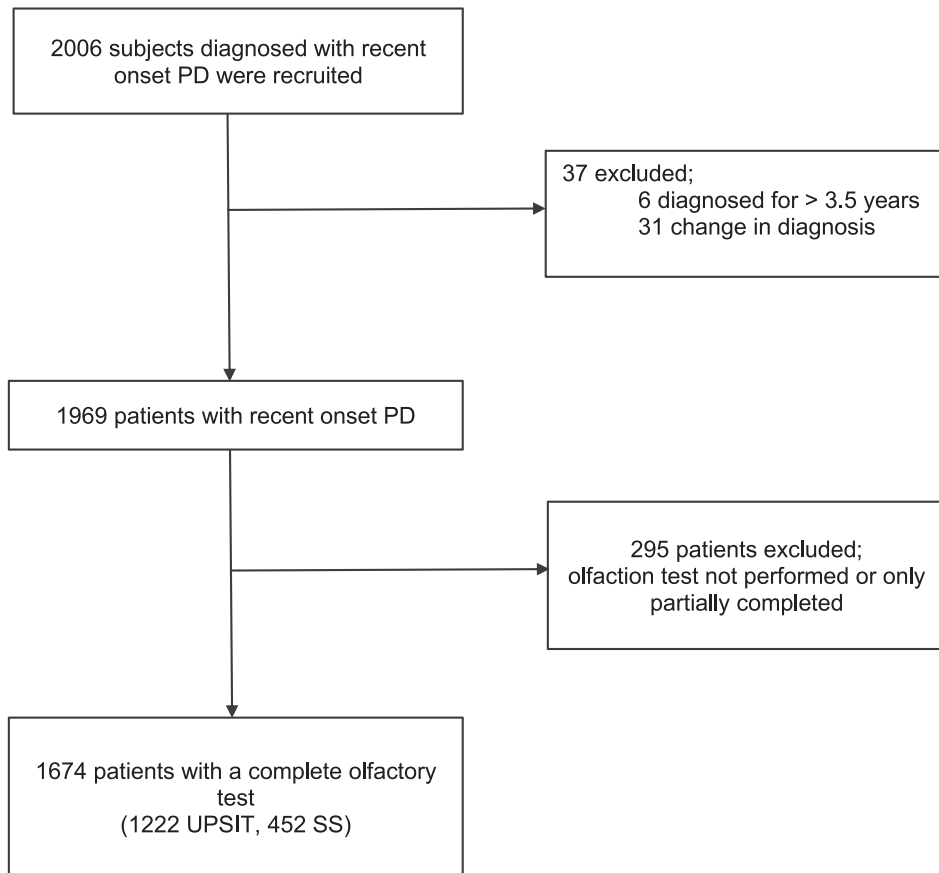 2006 subjects diagnosed with recent
onset PD were recruited
37 excluded;
6 diagnosed for > 3.5 years
31 change in diagnosis
1969 patients with recent onset PD
295 patients excluded;
olfaction test not performed or only
partially completed
1674 patients with a complete olfactory
test
(1222 UPSIT, 452 SS)